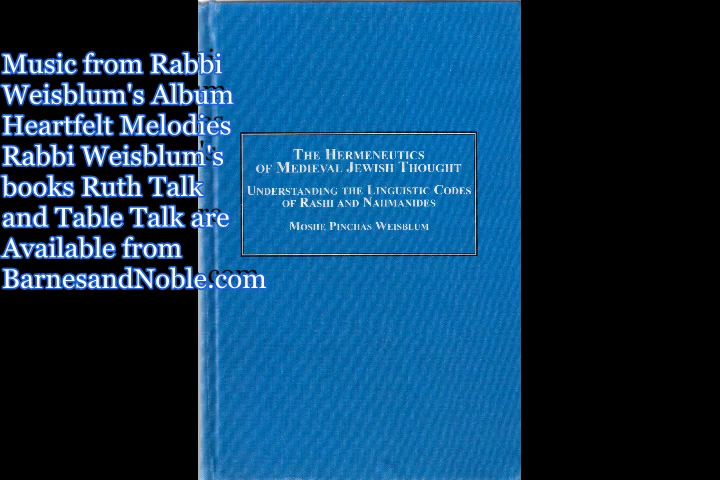 Music from Rabbi
Weisblum's Album
Heartfelt Melodies
Rabbi Weisblum's
books Ruth Talk
and Table Talk are
Available from
BarnesandNoble.com
THE HERMENEUTICS
OF MEDIEVAL JEWISH THOUGHT
UNDERSTANDING THE LINGUISTIC CODES
OF RASHI AND NAHMANIDES
MOSHE PINCHAS WEISBLUM